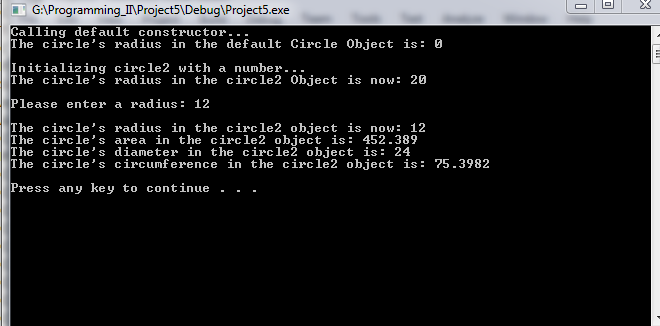 G:\Programming_II\Project5\Debug\Project5.exe
Calling default constructor...
The circle's radius in the default Circle Object is: 0
Initializing circle2 with a number...
The circle's radius in the circle2 Object is now: 20
Please enter a radius: 12
The circle's radius in the circle2 object is now: 12
The circle's area in the circle2 object is: 452.389
The circle's diameter in the circle2 object is: 24
The circle's circumference in the circle2 object is: 75.3982
Press any key to continue . . .